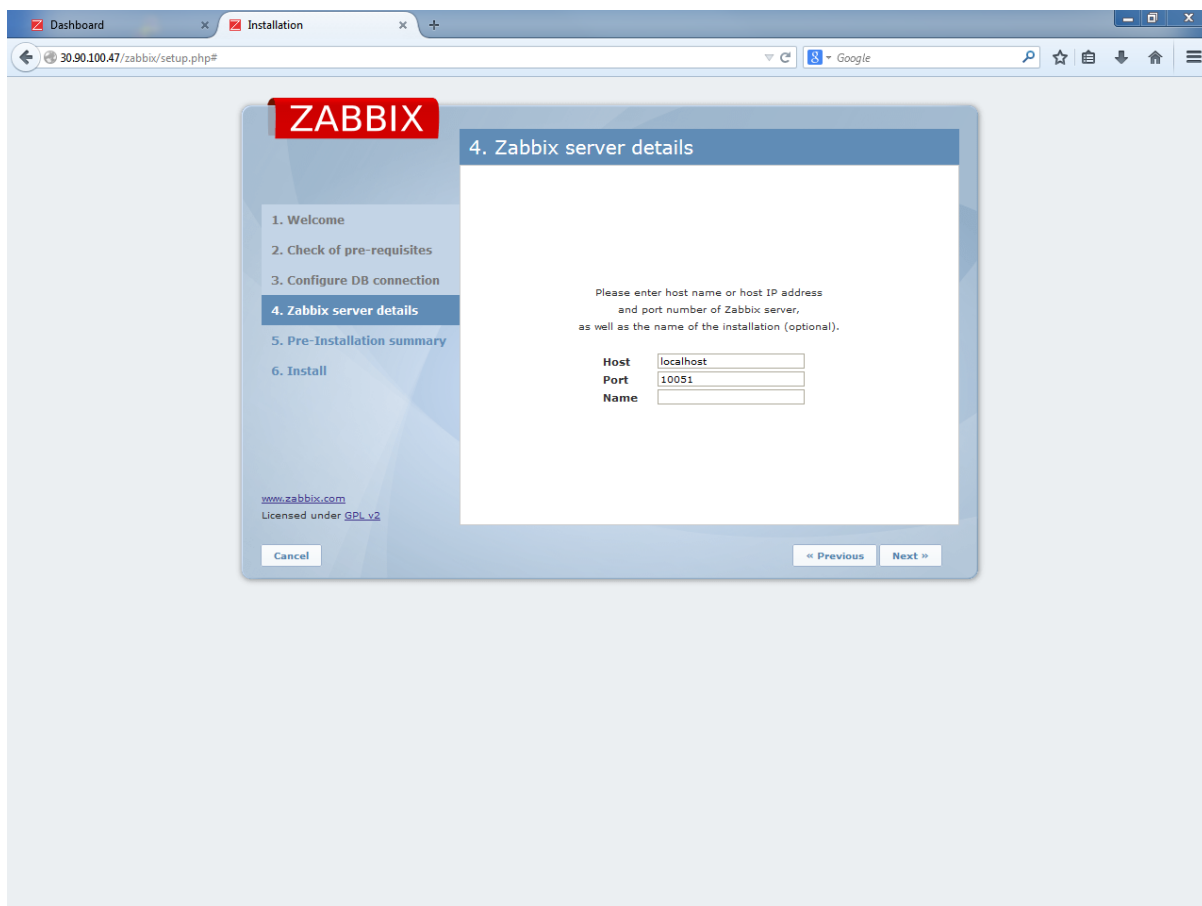 Dashboard
Installation
30.90.100.47/zabbix/setup.php#
8
Google
ZABBIX
4. Zabbix server details
1. Welcome
2. Check of pre-requisites
3. Configure DB connection
4. Zabbix server details
5. Pre-Installation summary
6. Install
Please enter host name or host IP address
and port number of Zabbix server,
as well as the name of the installation (optional).
Host localhost
Port 10051
Name
www.zabbix.com
Licensed under GPL v2
Cancel
« Previous Next »